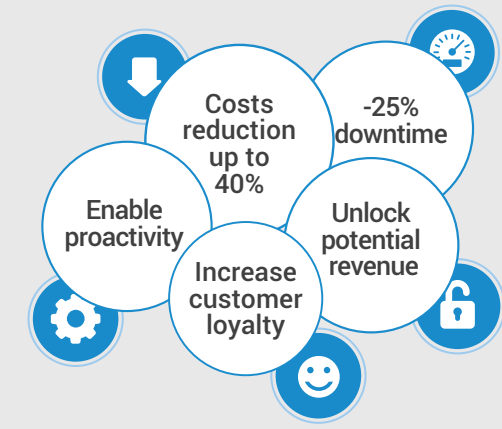 Costs
reduction
up to
40%
-25%
downtime
Enable
proactivity
Unlock
potential
revenue
Increase
customer
loyalty